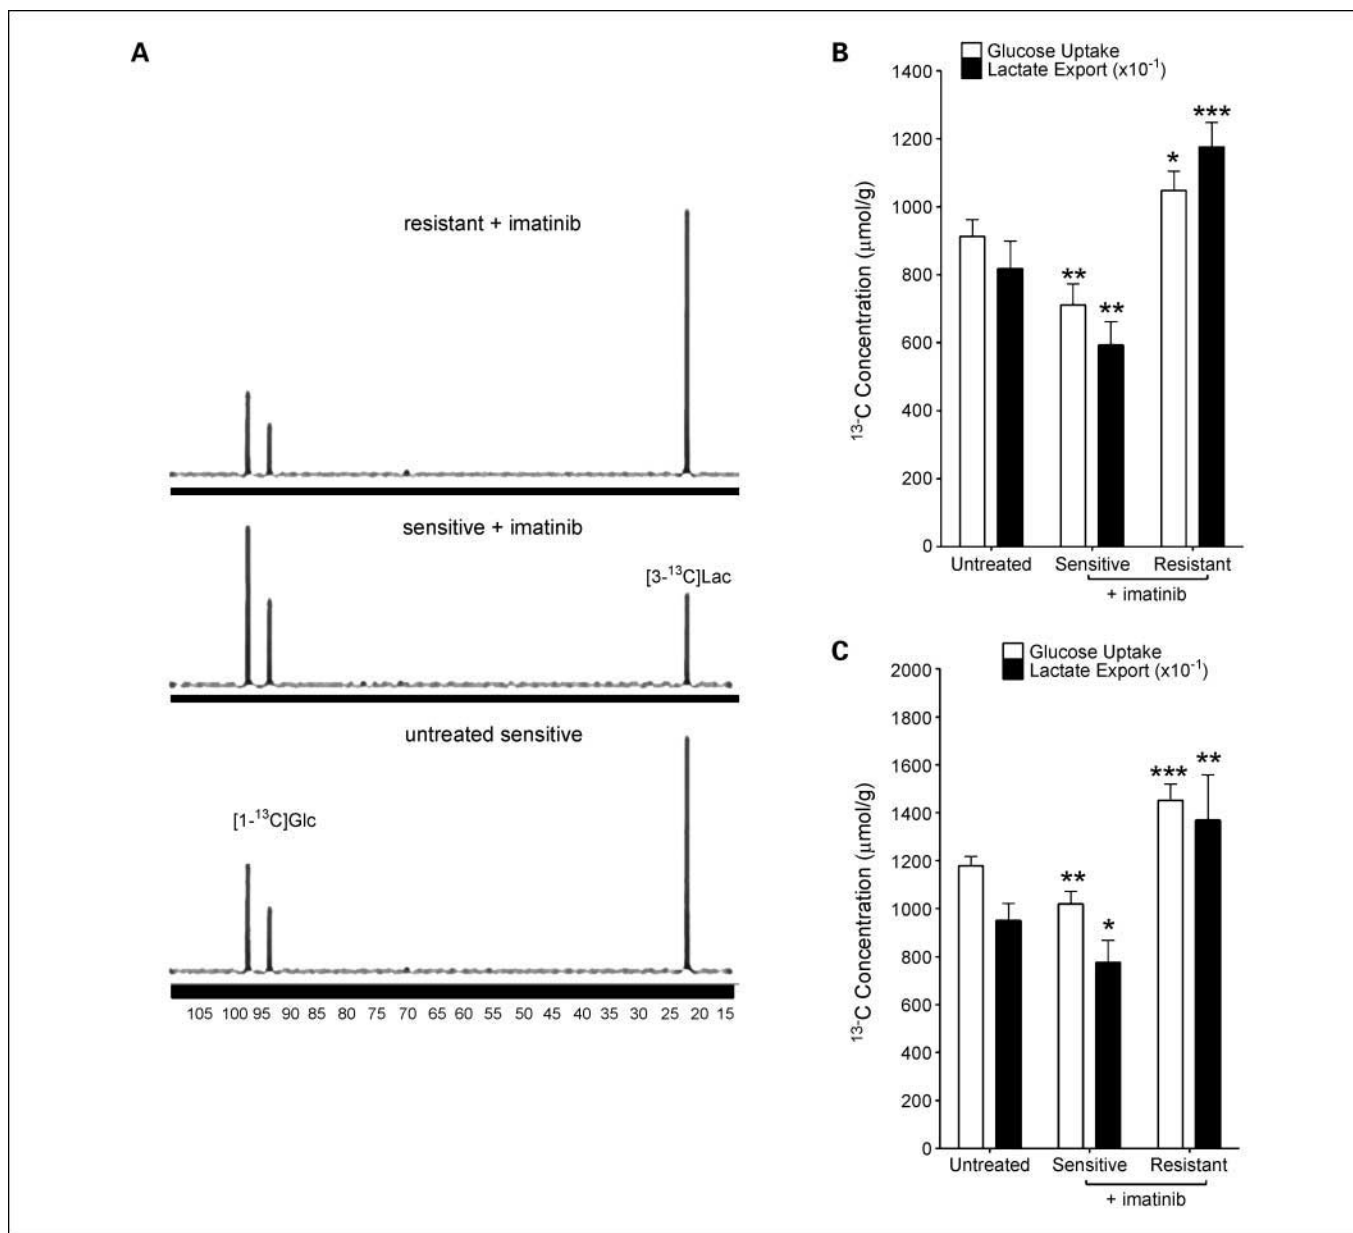 A
resistant + imatinib
sensitive + imatinib
[3-¹³C]Lac
untreated sensitive
[1-¹³C]Glc
105 100 95 90 85 80 75 70 65 60 55 50 45 40 35 30 25 20 15
B
Glucose Uptake
Lactate Export (x10⁻¹)
¹³⁻C Concentration (μmol/g)
1400
1200
1000
800
600
400
200
0
**
**
*
***
Untreated Sensitive Resistant
+ imatinib
C
Glucose Uptake
Lactate Export (x10⁻¹)
¹³⁻C Concentration (μmol/g)
2000
1800
1600
1400
1200
1000
800
600
400
200
0
**
*
***
**
Untreated Sensitive Resistant
+ imatinib